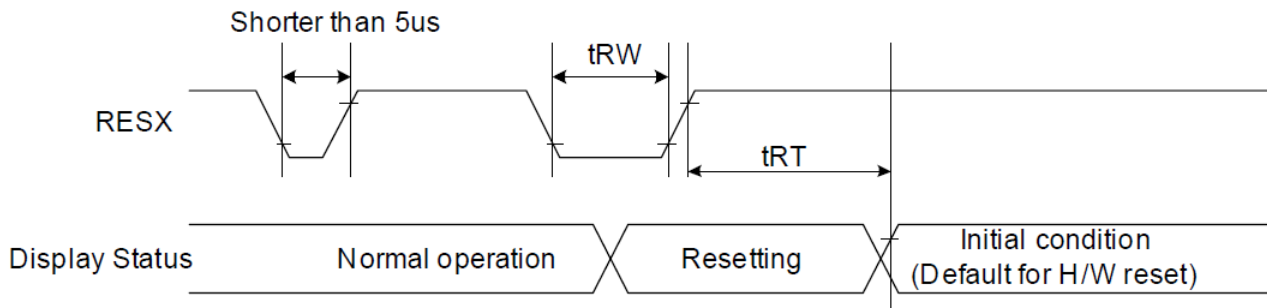 Shorter than 5us
tRW
RESX
tRT
Display Status
Normal operation
Resetting
Initial condition
(Default for H/W reset)